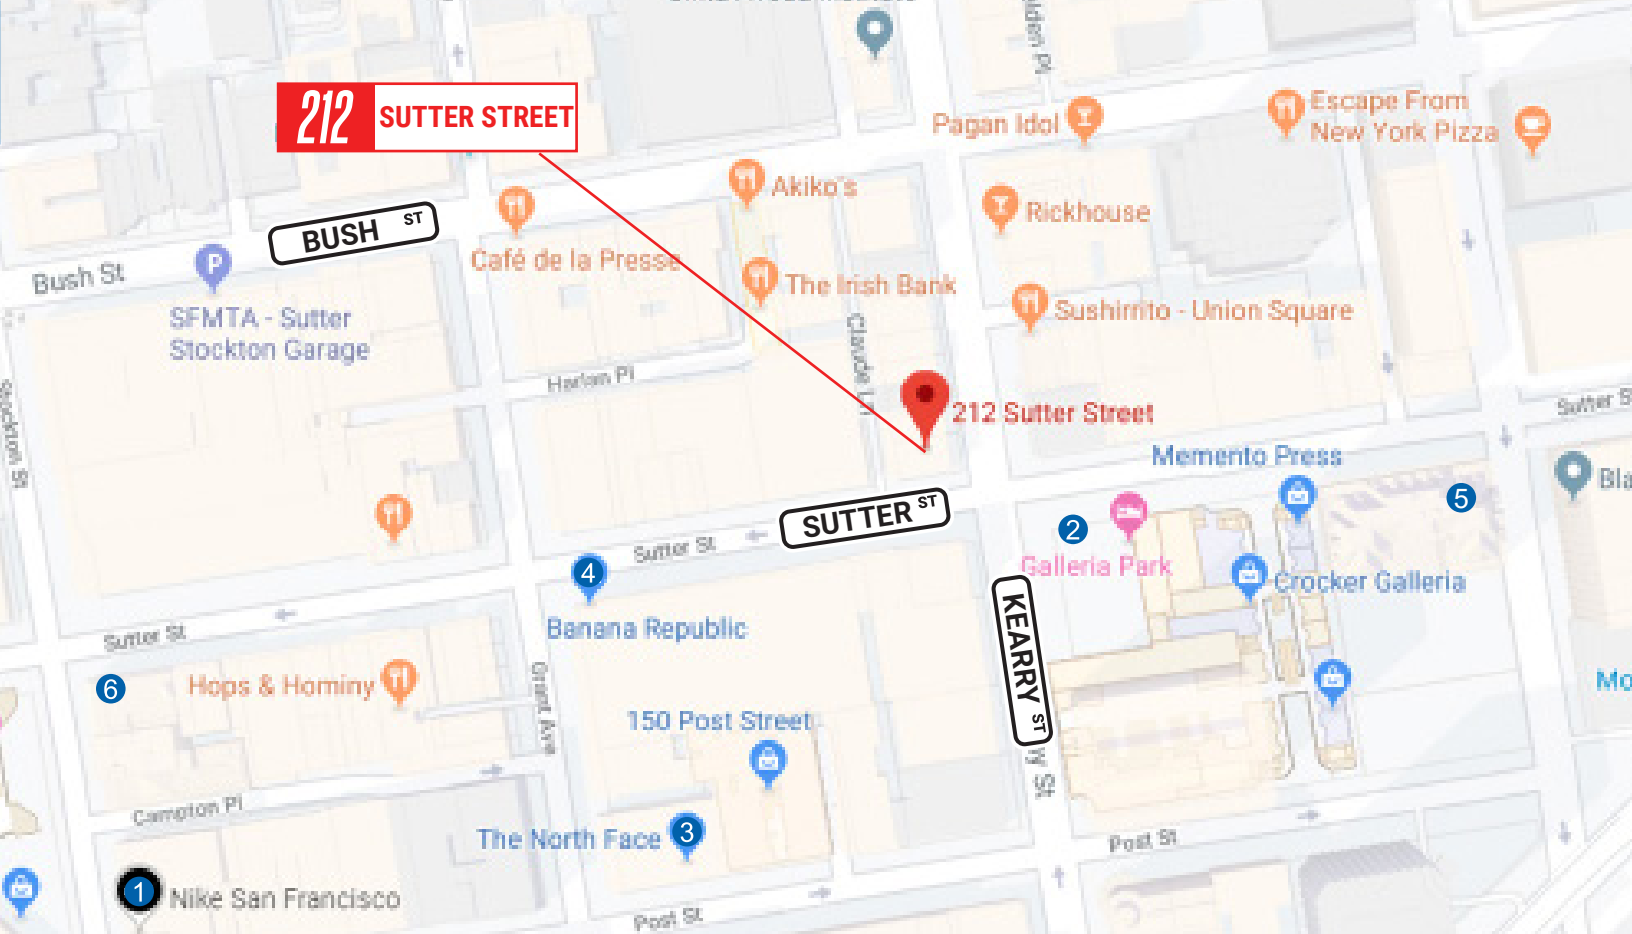 212 SUTTER STREET
Pagan Idol
Escape From
New York Pizza
Akiko's
Rickhouse
BUSH ST
Bush St
Café de la Presse
The Irish Bank
SFMTA - Sutter
Stockton Garage
P
Sushirrito - Union Square
Claude Ln
Harlan Pl
Stockton St
212 Sutter Street
Sutter S
Memento Press
Bla
5
SUTTER ST
2
Sutter St
Galleria Park
4
Crocker Galleria
KEARRY ST
Banana Republic
Sutter St
6
Hops & Hominy
Grant Ave
Mo
150 Post Street
ry St
Campton Pl
The North Face
3
Post St
1
Nike San Francisco
Post St